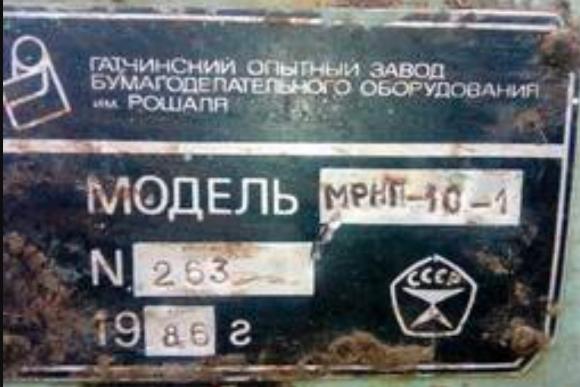 ГАТЧИНСКИЙ ОПЫТНЫЙ ЗАВОД
БУМАГОДЕЛАТЕЛЬНОГО ОБОРУДОВАНИЯ
им. РОШАЛЯ
МОДЕЛЬ МРНП-10-1
N 263
1986 г
СССР